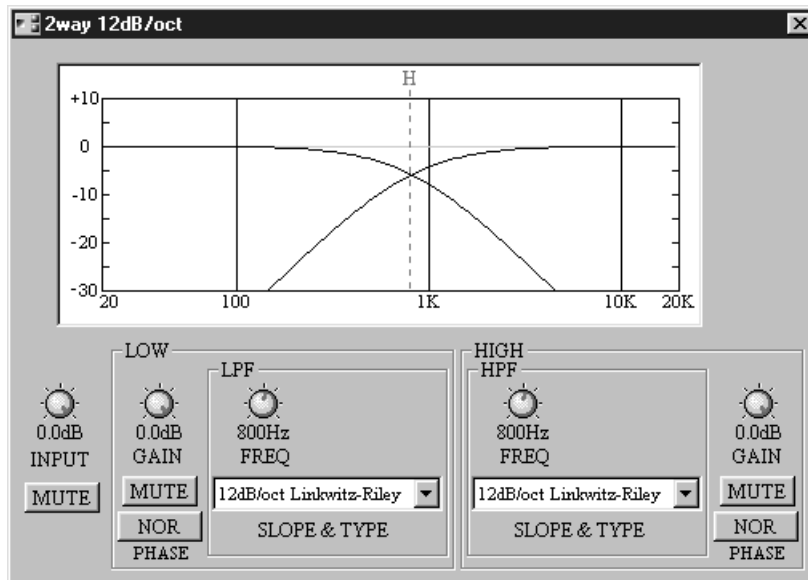 2way 12dB/oct
H
+10
0
-10
-20
-30
20 100 1K 10K 20K
LOW HIGH
LPF HPF
0.0dB 0.0dB 800Hz 800Hz 0.0dB
INPUT GAIN FREQ FREQ GAIN
MUTE MUTE 12dB/oct Linkwitz-Riley 12dB/oct Linkwitz-Riley MUTE
NOR SLOPE & TYPE SLOPE & TYPE NOR
PHASE PHASE